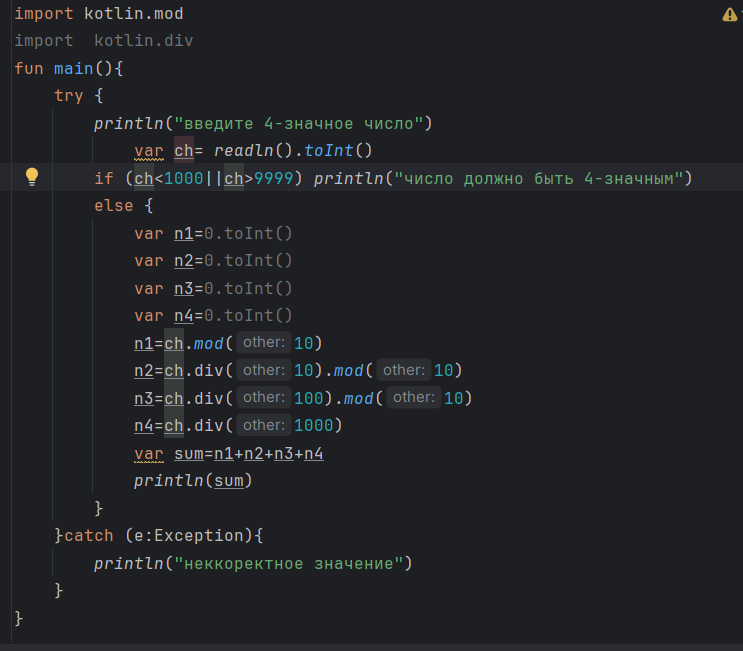 import kotlin.mod
import  kotlin.div
fun main(){
    try {
        println("введите 4-значное число")
            var ch= readln().toInt()
        if (ch<1000||ch>9999) println("число должно быть 4-значным")
        else {
            var n1=0.toInt()
            var n2=0.toInt()
            var n3=0.toInt()
            var n4=0.toInt()
            n1=ch.mod( other: 10)
            n2=ch.div( other: 10).mod( other: 10)
            n3=ch.div( other: 100).mod( other: 10)
            n4=ch.div( other: 1000)
            var sum=n1+n2+n3+n4
            println(sum)
        }
    }catch (e:Exception){
        println("неккоректное значение")
    }
}